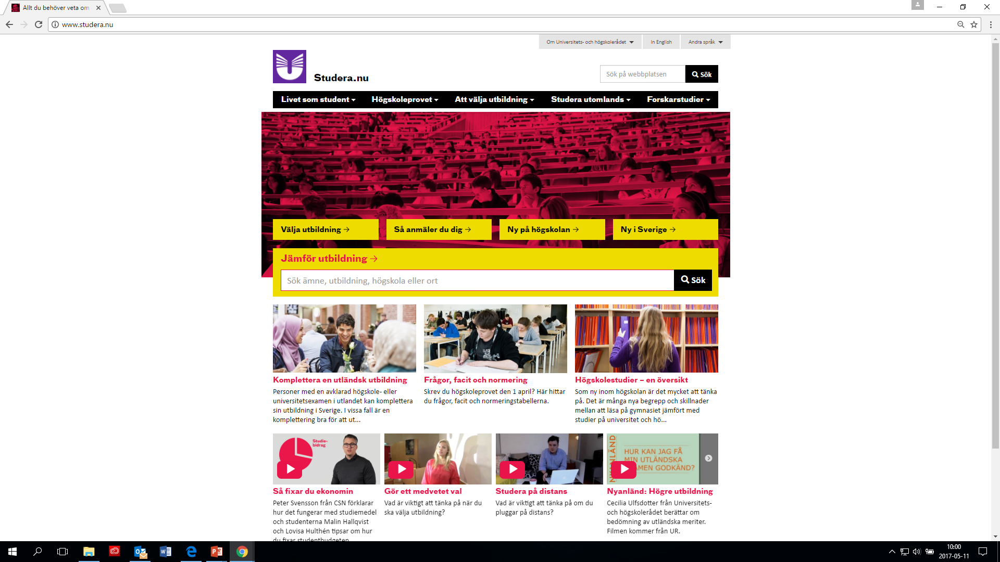 Allt du behöver veta om
www.studera.nu
Om Universitets- och högskolerådet
In English
Andra språk
Studera.nu
Sök på webbplatsen
Sök
Livet som student
Högskoleprovet
Att välja utbildning
Studera utomlands
Forskarstudier
Välja utbildning
Så anmäler du dig
Ny på högskolan
Ny i Sverige
Jämför utbildning
Sök ämne, utbildning, högskola eller ort
Sök
WC
Komplettera en utländsk utbildning
Personer med en avklarad högskole- eller
universitetsexamen i utlandet kan komplettera
sin utbildning i Sverige. I vissa fall är en
komplettering bra för att ut...
Frågor, facit och normering
Skrev du högskoleprovet den 1 april? Här hittar
du frågor, facit och normeringstabellerna.
Högskolestudier – en översikt
Som ny inom högskolan är det mycket att tänka
på. Det är många nya begrepp och skillnader
mellan att läsa på gymnasiet jämfört med
studier på universitet och hö...
Studie-
bidrag
Så fixar du ekonomin
Peter Svensson från CSN förklarar
hur det fungerar med studiemedel
och studenterna Malin Hallqvist
och Lovisa Hulthén tipsar om hur
du fixar studentbudgeten
Gör ett medvetet val
Vad är viktigt att tänka på när du
ska välja utbildning?
Studera på distans
Vad är viktigt att tänka på om du
pluggar på distans?
NYANLÄND
HUR KAN JAG FÅ
MIN UTLÄNDSKA
AMEN GODKÄND?
Nyanländ: Högre utbildning
Cecilia Ulfsdotter från Universitets-
och högskolerådet berättar om
bedömning av utländska meriter.
Filmen kommer från UR.
10:00
2017-05-11